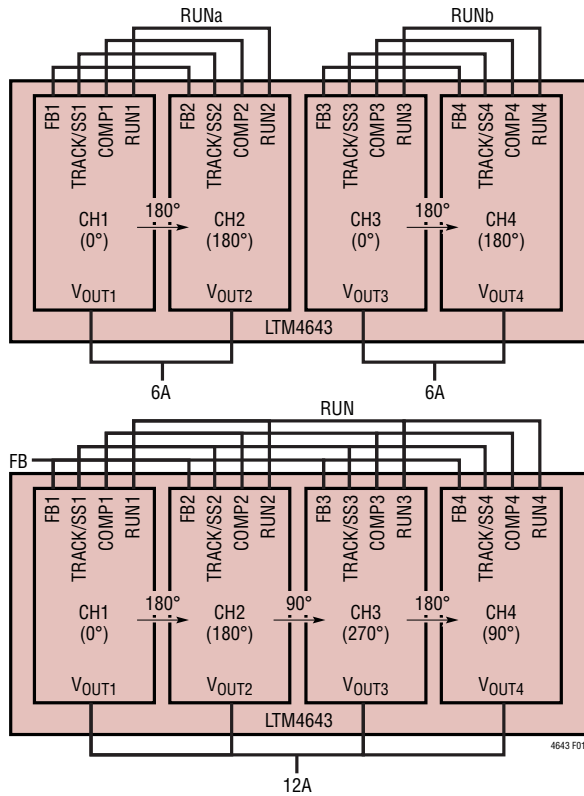 RUNa RUNb
FB1 TRACK/SS1 COMP1 RUN1 FB2 TRACK/SS2 COMP2 RUN2 FB3 TRACK/SS3 COMP3 RUN3 FB4 TRACK/SS4 COMP4 RUN4
180° 180°
CH1 CH2 CH3 CH4
(0°) (180°) (0°) (180°)
VOUT1 VOUT2 VOUT3 VOUT4
LTM4643
6A 6A
RUN
FB
FB1 TRACK/SS1 COMP1 RUN1 FB2 TRACK/SS2 COMP2 RUN2 FB3 TRACK/SS3 COMP3 RUN3 FB4 TRACK/SS4 COMP4 RUN4
180° 90° 180°
CH1 CH2 CH3 CH4
(0°) (180°) (270°) (90°)
VOUT1 VOUT2 VOUT3 VOUT4
LTM4643
4643 F01
12A